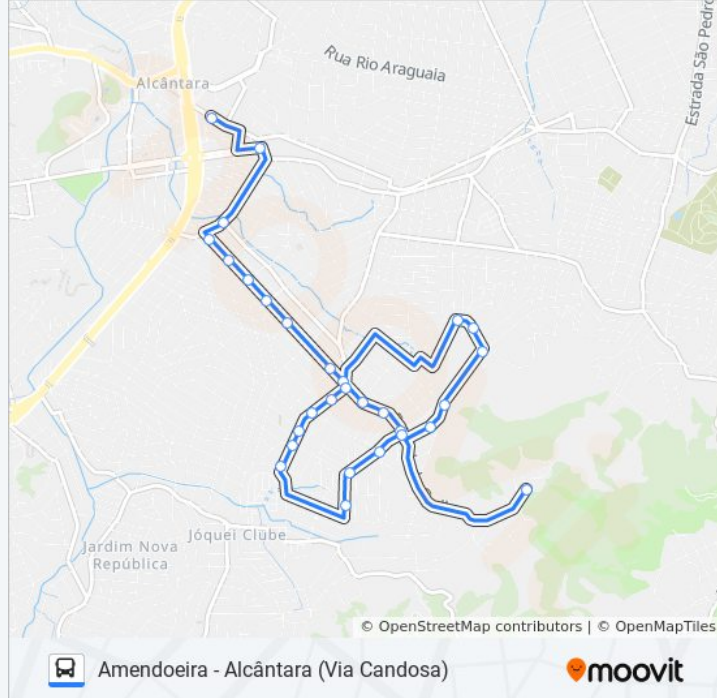 Rua Rio Araguaia
Estrada São Pedro
Alcântara
Jóquei Clube
Jardim Nova
República
© OpenStreetMap contributors | © OpenMapTiles
Amendoeira - Alcântara (Via Candosa)
moovit